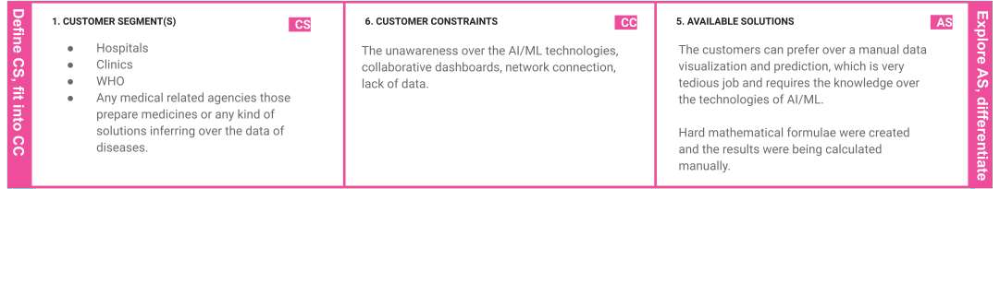 Define CS, fit into CC
1. CUSTOMER SEGMENT(S)
CS
● Hospitals
● Clinics
● WHO
● Any medical related agencies those
prepare medicines or any kind of
solutions inferring over the data of
diseases.
6. CUSTOMER CONSTRAINTS
CC
The unawareness over the AI/ML technologies,
collaborative dashboards, network connection,
lack of data.
5. AVAILABLE SOLUTIONS
AS
The customers can prefer over a manual data
visualization and prediction, which is very
tedious job and requires the knowledge over
the technologies of AI/ML.
Hard mathematical formulae were created
and the results were being calculated
manually.
Explore AS, differentiate